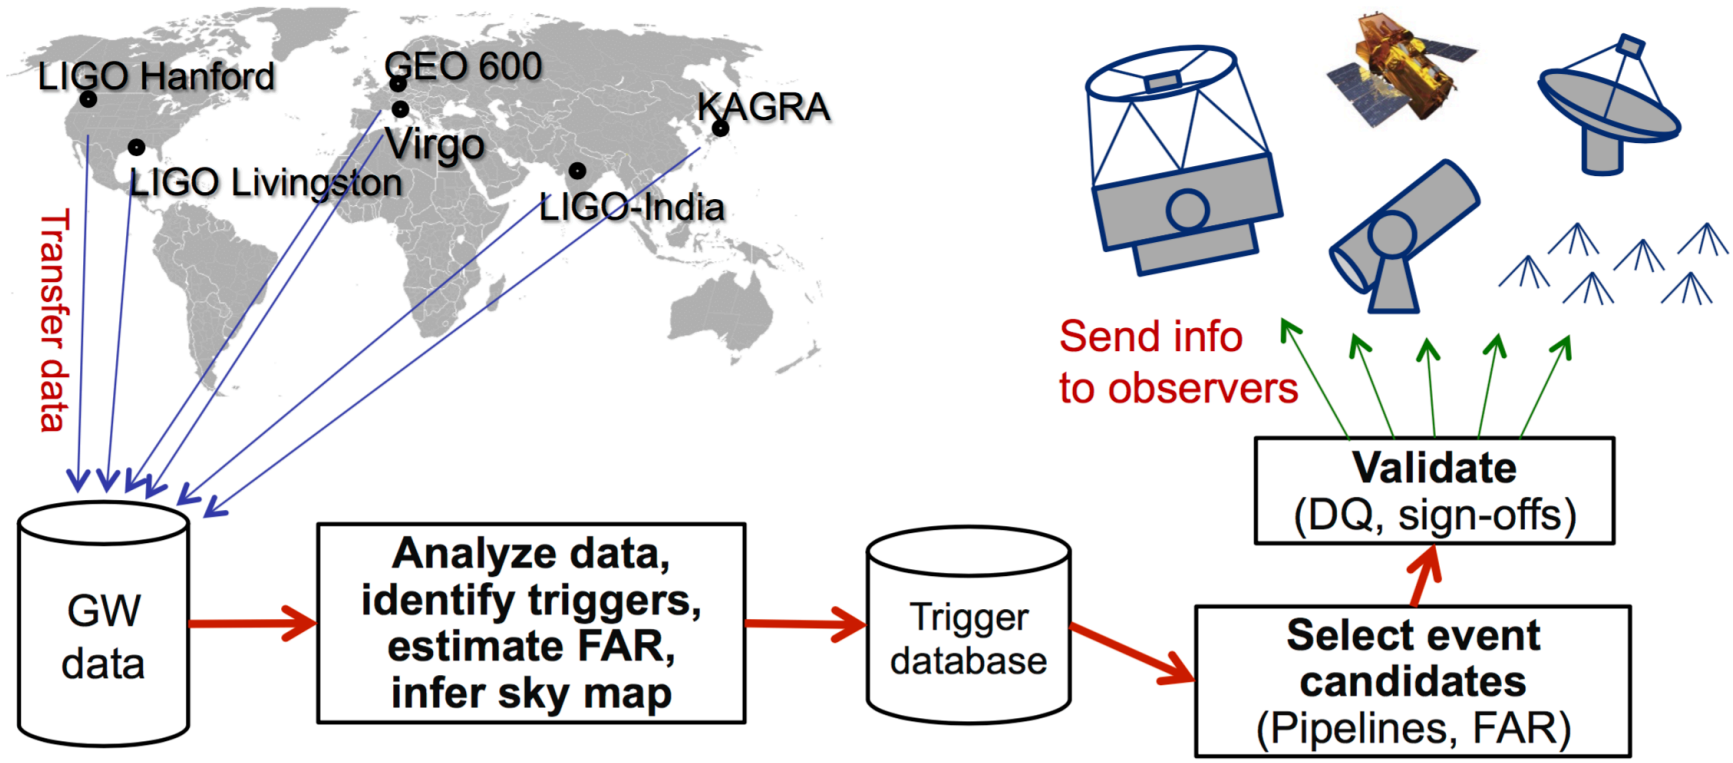 LIGO Hanford
GEO 600
KAGRA
Virgo
LIGO Livingston
LIGO-India
Transfer data
Send info
to observers
GW
data
Analyze data,
identify triggers,
estimate FAR,
infer sky map
Trigger
database
Select event
candidates
(Pipelines, FAR)
Validate
(DQ, sign-offs)